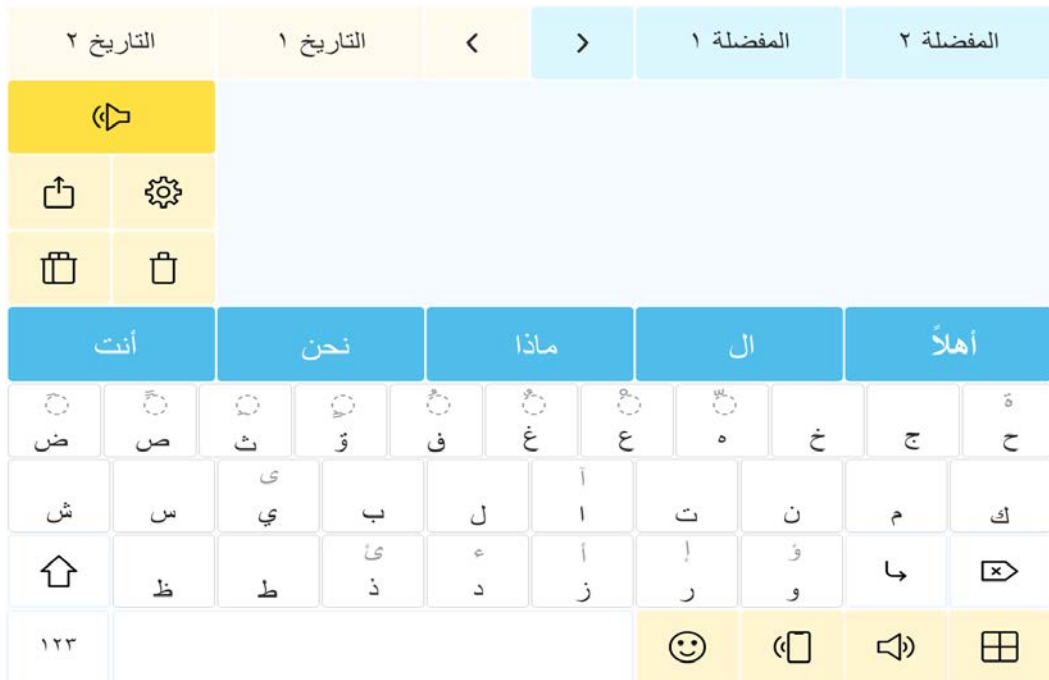 المفضلة ٢ المفضلة ١ التاريخ ١ التاريخ ٢
أهلاً ال ماذا نحن أنت
ة
ح ج خ ه ع غ ف ق ث ص ض
آ ى
ك م ن ت ا ل ب ي س ش
ؤ إ أ ء ئ
و ر ز د ذ ط ظ
١٢٣